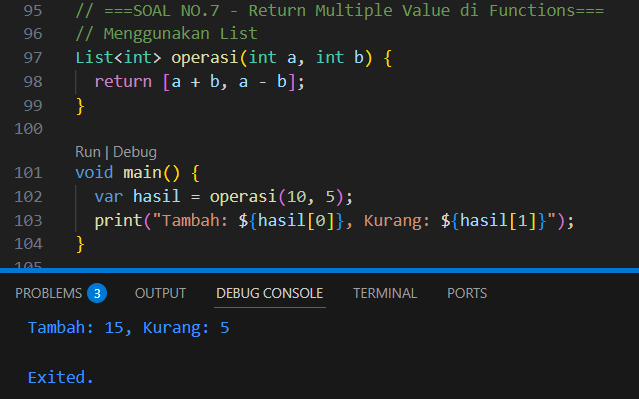 95 // ===SOAL NO.7 - Return Multiple Value di Functions===
96 // Menggunakan List
97 List<int> operasi(int a, int b) {
98   return [a + b, a - b];
99 }
100
Run | Debug
101 void main() {
102   var hasil = operasi(10, 5);
103   print("Tambah: ${hasil[0]}, Kurang: ${hasil[1]}");
104 }
105
PROBLEMS 3 OUTPUT DEBUG CONSOLE TERMINAL PORTS
Tambah: 15, Kurang: 5
Exited.